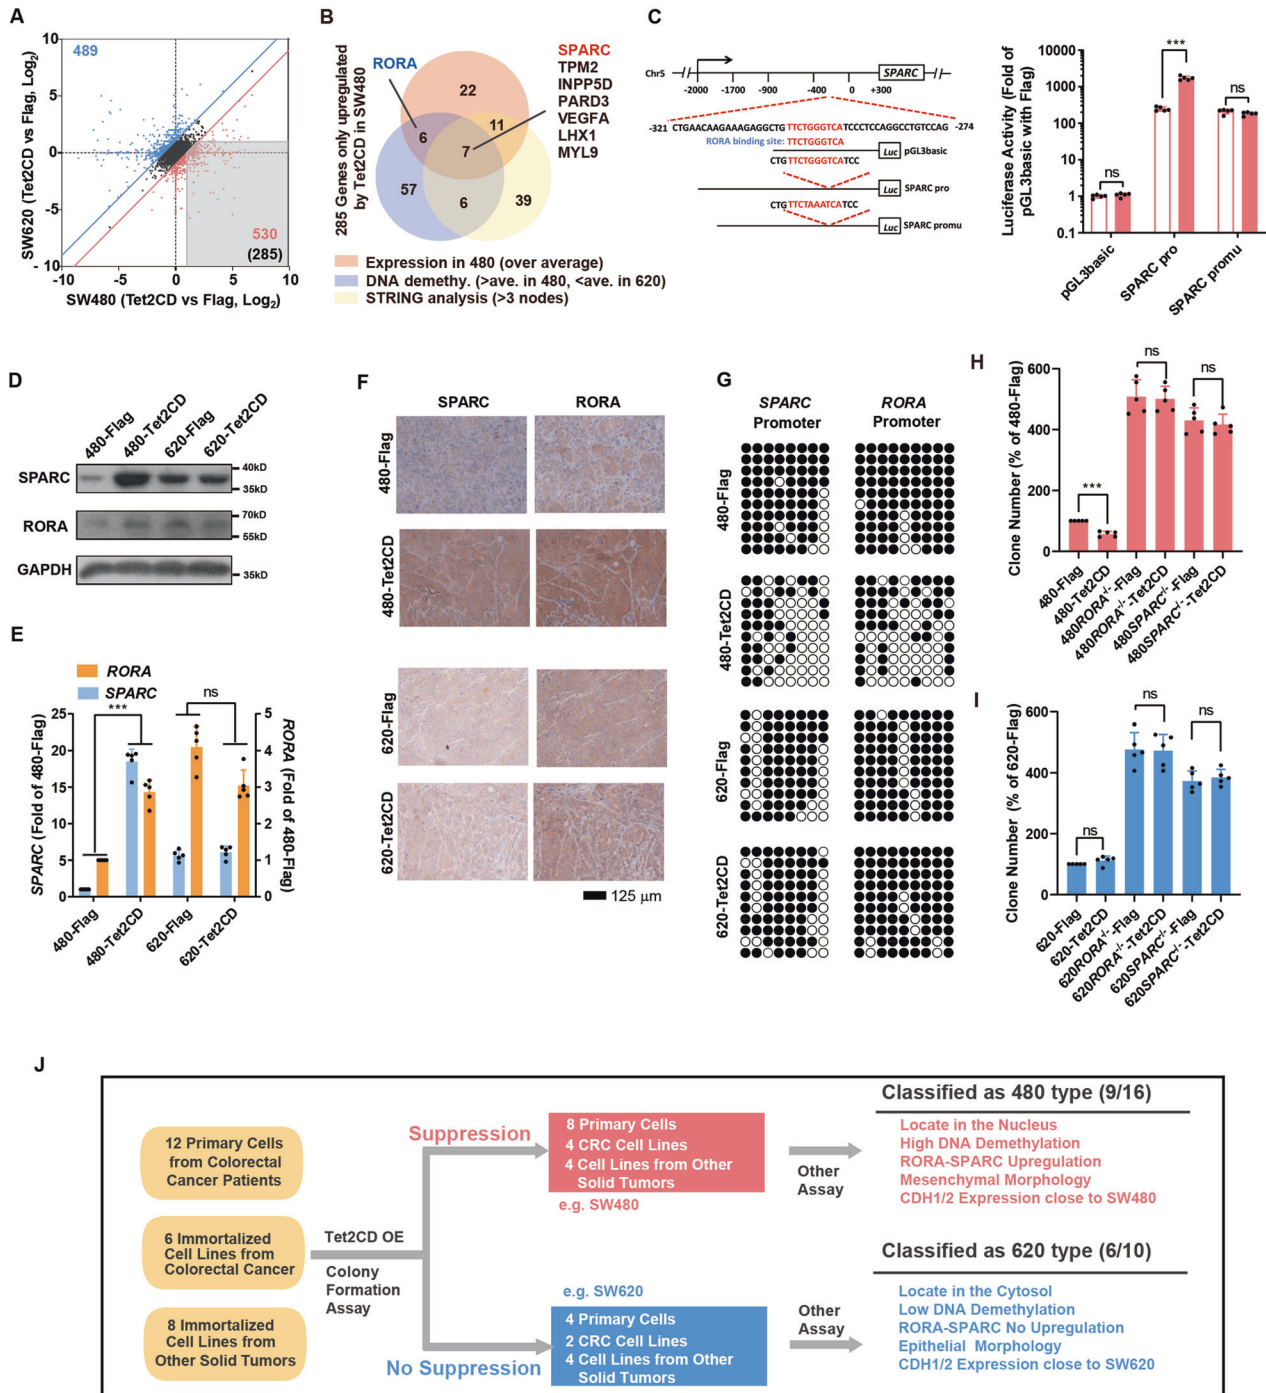 A
489
10
5
0
-5
- 10
-10
-5
0
5
10
530
(285)
SW620 (Tet2CD vs Flag, Log2)
SW480 (Tet2CD vs Flag, Log2)
B
285 Genes only upregulated
by Tet2CD in SW480
RORA
22
6
11
7
57
6
39
SPARC
TPM2
INPP5D
PARD3
VEGFA
LHX1
MYL9
Expression in 480 (over average)
DNA demethy. (>ave. in 480, <ave. in 620)
STRING analysis (>3 nodes)
C
Chr5
SPARC
-2000
-1700
-900
-400
0
+300
-321
CTGAACAAGAAAGAGGCTGTTCTGGGTCATCCCTCCAGGCCTGTCCAG
-274
RORA binding site:
TTCTGGGTCA
Luc
pGL3basic
CTGTTCTGGGTCATCC
Luc
SPARC pro
CTGTTCTAAATCATCC
Luc
SPARC promu
Luciferase Activity (Fold of
pGL3basic with Flag)
10000
1000
100
10
1
0.1
ns
***
ns
pGL3basic
SPARC pro
SPARC promu
D
480-Flag
480-Tet2CD
620-Flag
620-Tet2CD
SPARC
40kD
35kD
RORA
70kD
55kD
GAPDH
35kD
E
RORA
SPARC
SPARC (Fold of 480-Flag)
25
20
15
10
5
0
***
ns
5
4
3
2
1
0
RORA (Fold of 480-Flag)
480-Flag
480-Tet2CD
620-Flag
620-Tet2CD
F
SPARC
RORA
480-Flag
480-Tet2CD
620-Flag
620-Tet2CD
125 μm
G
SPARC
Promoter
RORA
Promoter
480-Flag
480-Tet2CD
620-Flag
620-Tet2CD
H
Clone Number (% of 480-Flag)
600
400
200
0
***
ns
ns
480-Flag
480-Tet2CD
480RORA-/--Flag
480RORA-/--Tet2CD
480SPARC-/--Flag
480SPARC-/--Tet2CD
I
Clone Number (% of 620-Flag)
600
400
200
0
ns
ns
ns
620-Flag
620-Tet2CD
620RORA-/--Flag
620RORA-/--Tet2CD
620SPARC-/--Flag
620SPARC-/--Tet2CD
J
12 Primary Cells
from Colorectal
Cancer Patients
6 Immortalized
Cell Lines from
Colorectal Cancer
8 Immortalized
Cell Lines from
Other Solid Tumors
Tet2CD OE
Colony
Formation
Assay
Suppression
8 Primary Cells
4 CRC Cell Lines
4 Cell Lines from Other
Solid Tumors
e.g. SW480
Other
Assay
Classified as 480 type (9/16)
Locate in the Nucleus
High DNA Demethylation
RORA-SPARC Upregulation
Mesenchymal Morphology
CDH1/2 Expression close to SW480
No Suppression
e.g. SW620
4 Primary Cells
2 CRC Cell Lines
4 Cell Lines from Other
Solid Tumors
Other
Assay
Classified as 620 type (6/10)
Locate in the Cytosol
Low DNA Demethylation
RORA-SPARC No Upregulation
Epithelial Morphology
CDH1/2 Expression close to SW620